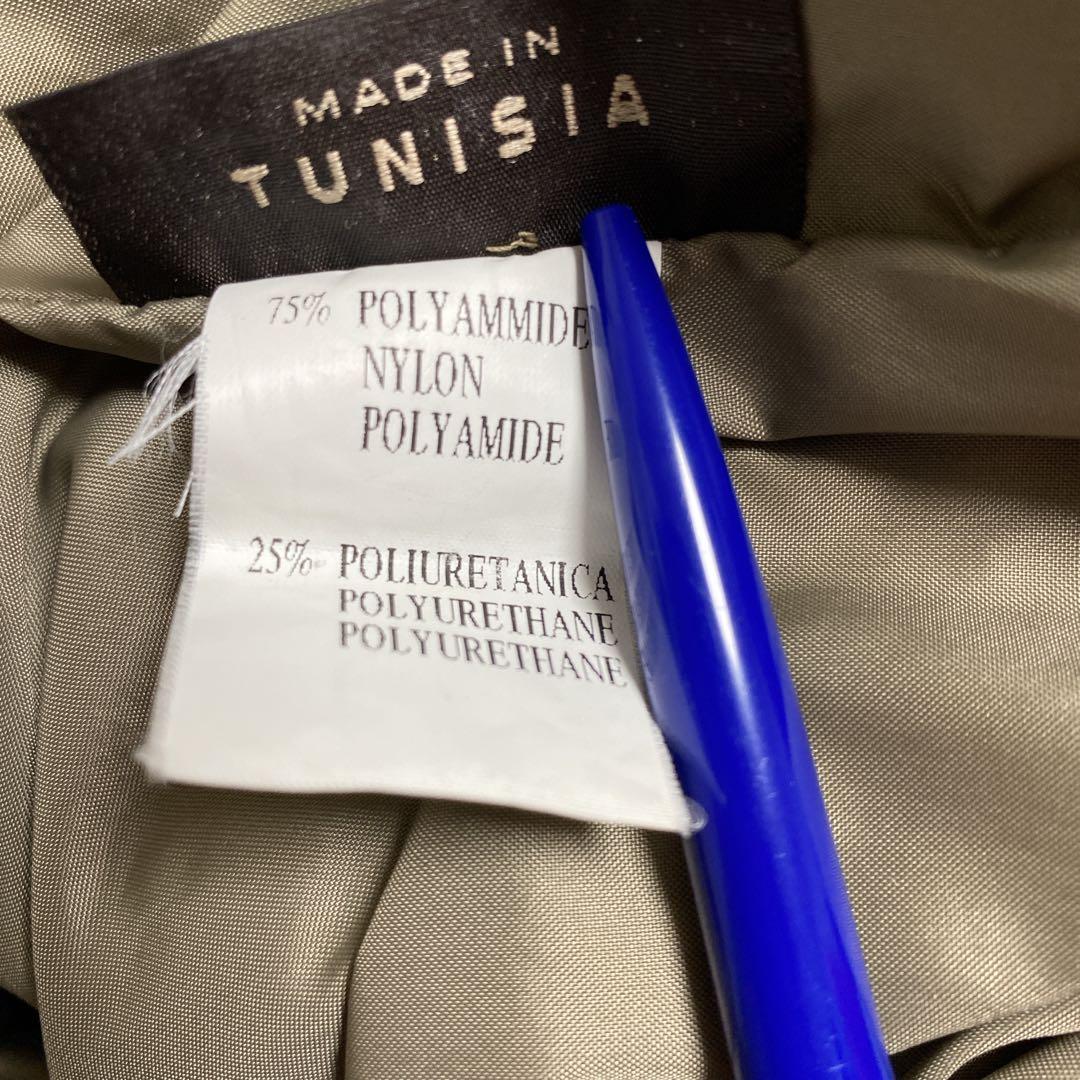 MADE IN
TUNISIA
75% POLYAMMIDE
NYLON
POLYAMIDE
25% POLIURETANICA
POLYURETHANE
POLYURETHANE